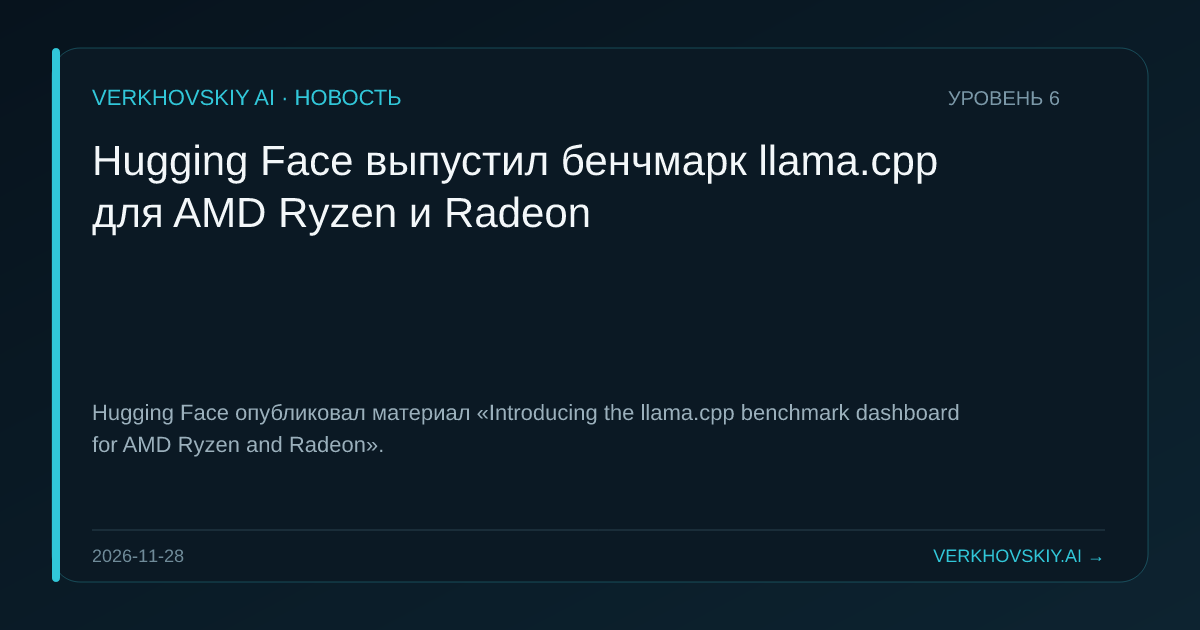 VERKHOVSKIY AI · НОВОСТЬ
УРОВЕНЬ 6
Hugging Face выпустил бенчмарк llama.cpp
для AMD Ryzen и Radeon
Hugging Face опубликовал материал «Introducing the llama.cpp benchmark dashboard
for AMD Ryzen and Radeon».
2026-11-28
VERKHOVSKIY.AI →